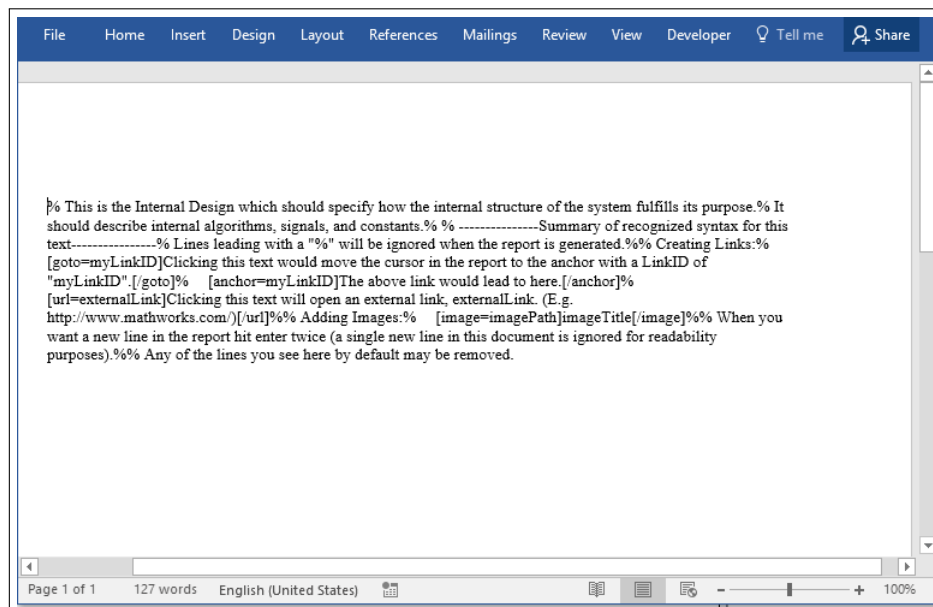 File Home Insert Design Layout References Mailings Review View Developer Tell me Share
% This is the Internal Design which should specify how the internal structure of the system fulfills its purpose.% It
should describe internal algorithms, signals, and constants.% % ---------------Summary of recognized syntax for this
text----------------% Lines leading with a "%" will be ignored when the report is generated.%% Creating Links:%
[goto=myLinkID]Clicking this text would move the cursor in the report to the anchor with a LinkID of
"myLinkID".[/goto]% [anchor=myLinkID]The above link would lead to here.[/anchor]%
[url=externalLink]Clicking this text will open an external link, externalLink. (E.g.
http://www.mathworks.com/)[/url]%% Adding Images:% [image=imagePath]imageTitle[/image]%% When you
want a new line in the report hit enter twice (a single new line in this document is ignored for readability
purposes).%% Any of the lines you see here by default may be removed.
Page 1 of 1 127 words English (United States) 100%